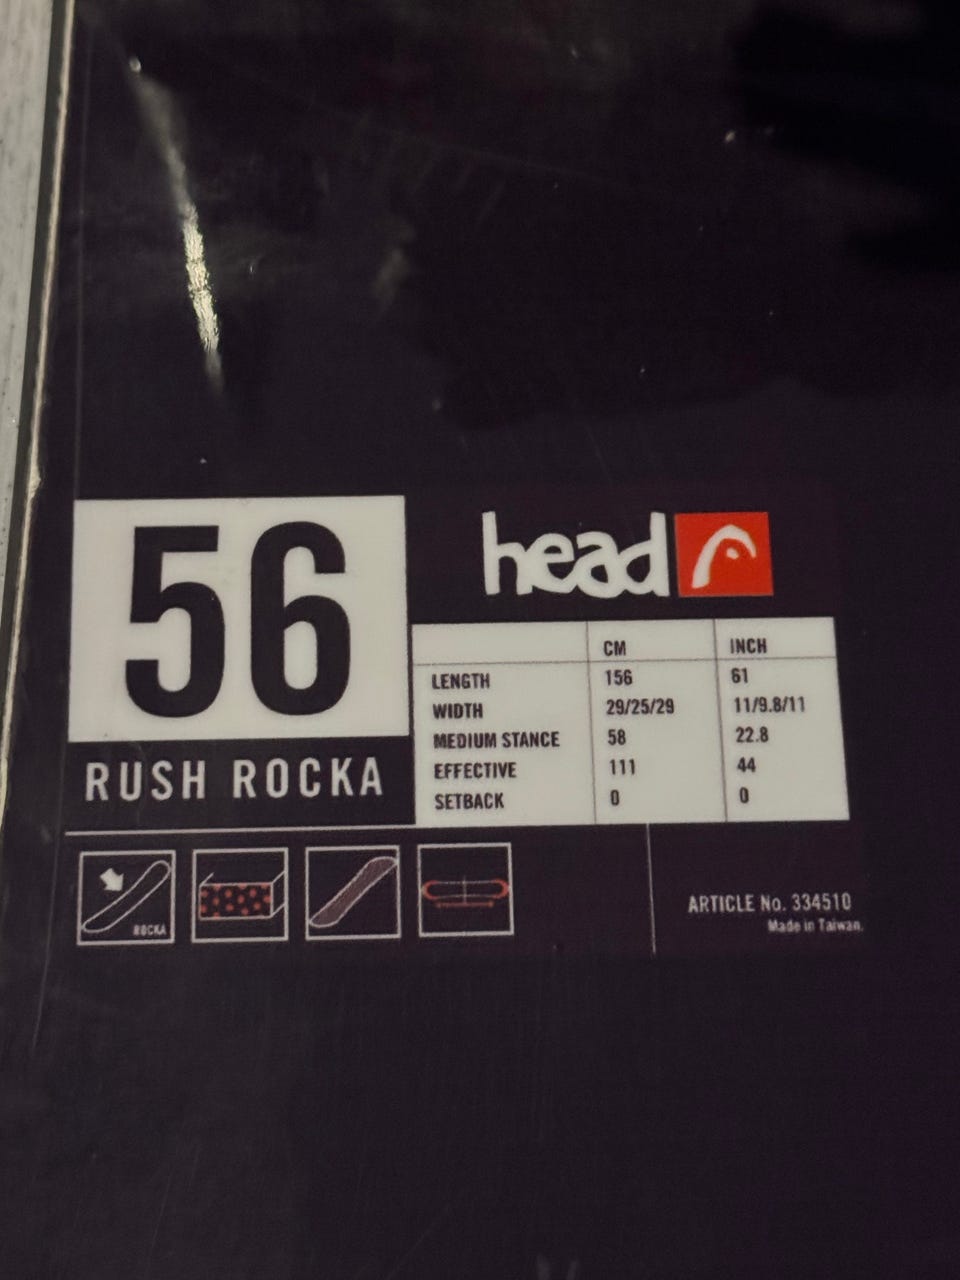 56
RUSH ROCKA
head
CM INCH
LENGTH 156 61
WIDTH 29/25/29 11/9.8/11
MEDIUM STANCE 58 22.8
EFFECTIVE 111 44
SETBACK 0 0
ROCKA
ARTICLE No. 334510
Made in Taiwan.